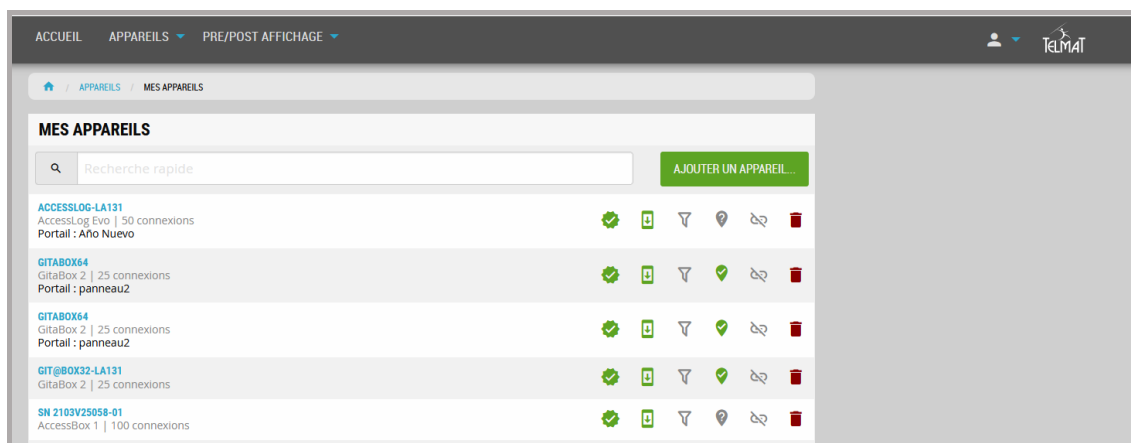 ACCUEIL APPAREILS PRE/POST AFFICHAGE TELMAT
/ APPAREILS / MES APPAREILS
MES APPAREILS
Recherche rapide
AJOUTER UN APPAREIL...
ACCESSLOG-LA131
AccessLog Evo | 50 connexions
Portail : Año Nuevo
GITABOX64
GitaBox 2 | 25 connexions
Portail : panneau2
GITABOX64
GitaBox 2 | 25 connexions
Portail : panneau2
GIT@BOX32-LA131
GitaBox 2 | 25 connexions
SN 2103V25058-01
AccessBox 1 | 100 connexions